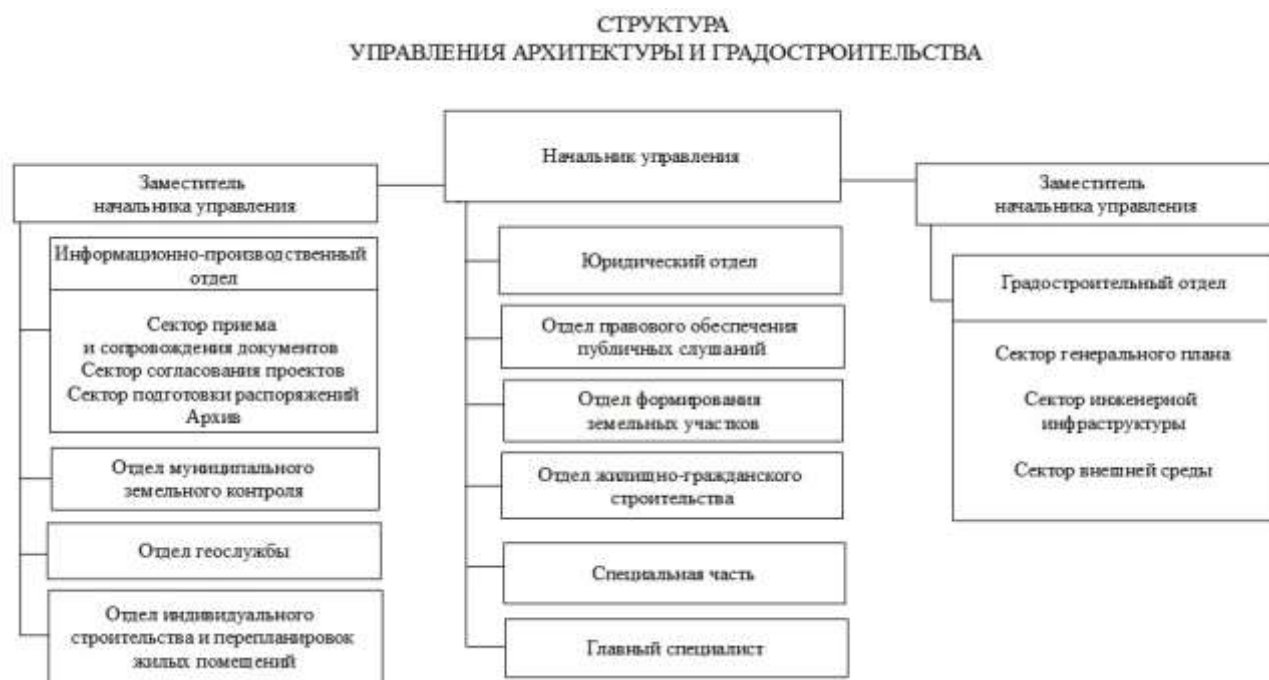 СТРУКТУРА
УПРАВЛЕНИЯ АРХИТЕКТУРЫ И ГРАДОСТРОИТЕЛЬСТВА
Начальник управления
Заместитель
начальника управления
Информационно-производственный
отдел
Сектор приема
и сопровождения документов
Сектор согласования проектов
Сектор подготовки распоряжений
Архив
Отдел муниципального
земельного контроля
Отдел геослужбы
Отдел индивидуального
строительства и перепланировок
жилых помещений
Юридический отдел
Отдел правового обеспечения
публичных слушаний
Отдел формирования
земельных участков
Отдел жилищно-гражданского
строительства
Специальная часть
Главный специалист
Заместитель
начальника управления
Градостроительный отдел
Сектор генерального плана
Сектор инженерной
инфраструктуры
Сектор внешней среды